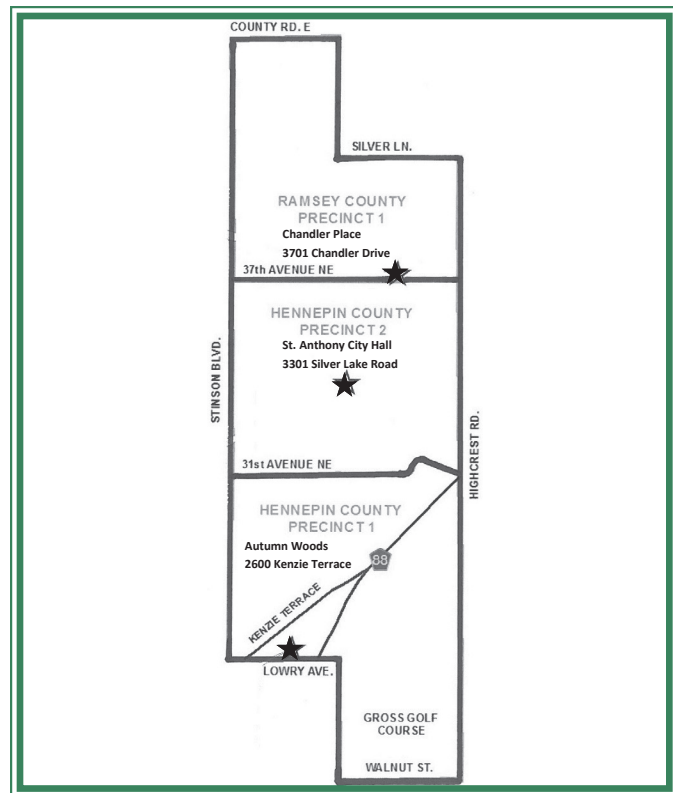 COUNTY RD. E
SILVER LN.
RAMSEY COUNTY
PRECINCT 1
Chandler Place
3701 Chandler Drive
37th AVENUE NE
HENNEPIN COUNTY
PRECINCT 2
St. Anthony City Hall
3301 Silver Lake Road
STINSON BLVD.
HIGHCREST RD.
31st AVENUE NE
HENNEPIN COUNTY
PRECINCT 1
Autumn Woods
2600 Kenzie Terrace
88
KENZIE TERRACE
LOWRY AVE.
GROSS GOLF
COURSE
WALNUT ST.